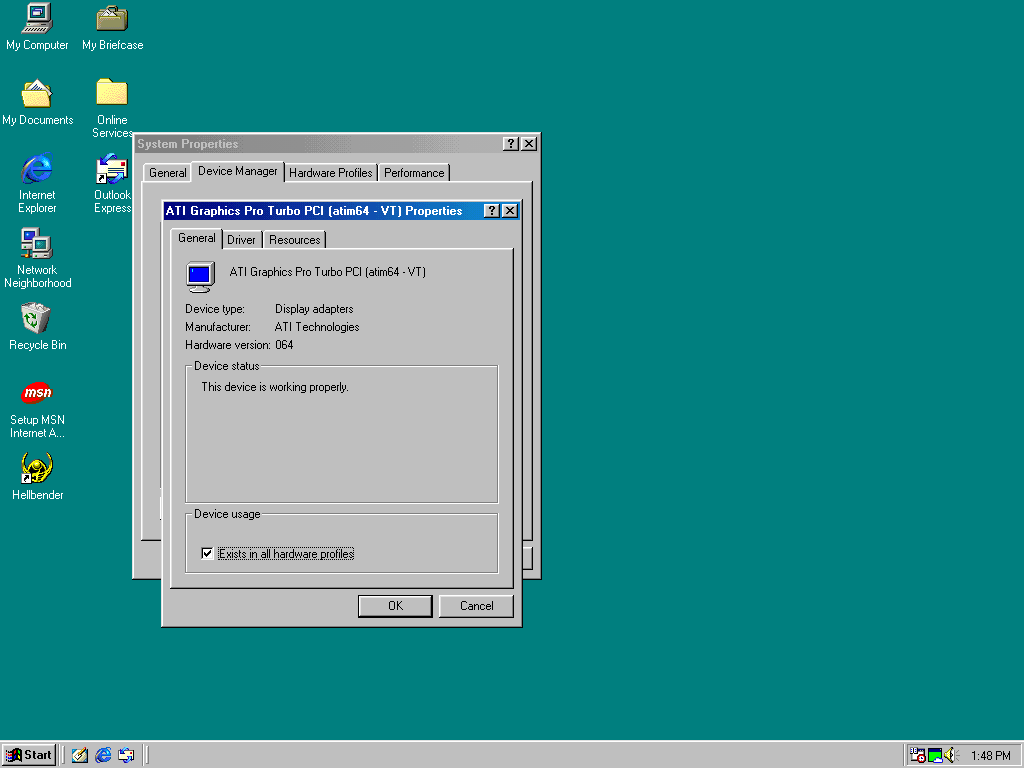 My Computer
My Briefcase
My Documents
Online
Services
Internet
Explorer
Outlook
Express
Network
Neighborhood
Recycle Bin
msn
Setup MSN
Internet A...
Hellbender
System Properties
General
Device Manager
Hardware Profiles
Performance
ATI Graphics Pro Turbo PCI (atim64 - VT) Properties
General
Driver
Resources
ATI Graphics Pro Turbo PCI (atim64 - VT)
Device type: Display adapters
Manufacturer: ATI Technologies
Hardware version: 064
Device status
This device is working properly.
Device usage
Exists in all hardware profiles
OK
Cancel
Start
1:48 PM